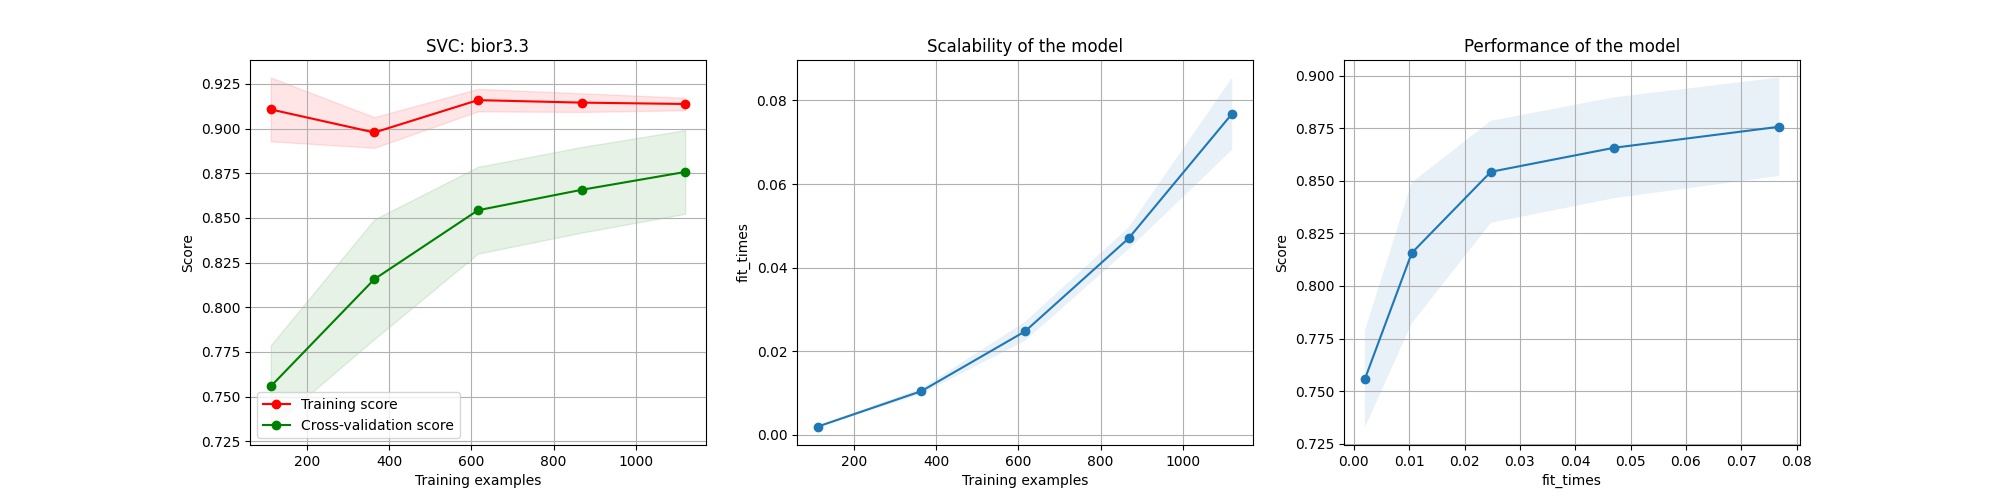 SVC: bior3.3
0.925
0.900
0.875
0.850
0.825
0.800
0.775
0.750
0.725
Score
Training score
Cross-validation score
200 400 600 800 1000
Training examples
Scalability of the model
0.08
0.06
0.04
0.02
0.00
fit_times
200 400 600 800 1000
Training examples
Performance of the model
0.900
0.875
0.850
0.825
0.800
0.775
0.750
0.725
Score
0.00 0.01 0.02 0.03 0.04 0.05 0.06 0.07 0.08
fit_times